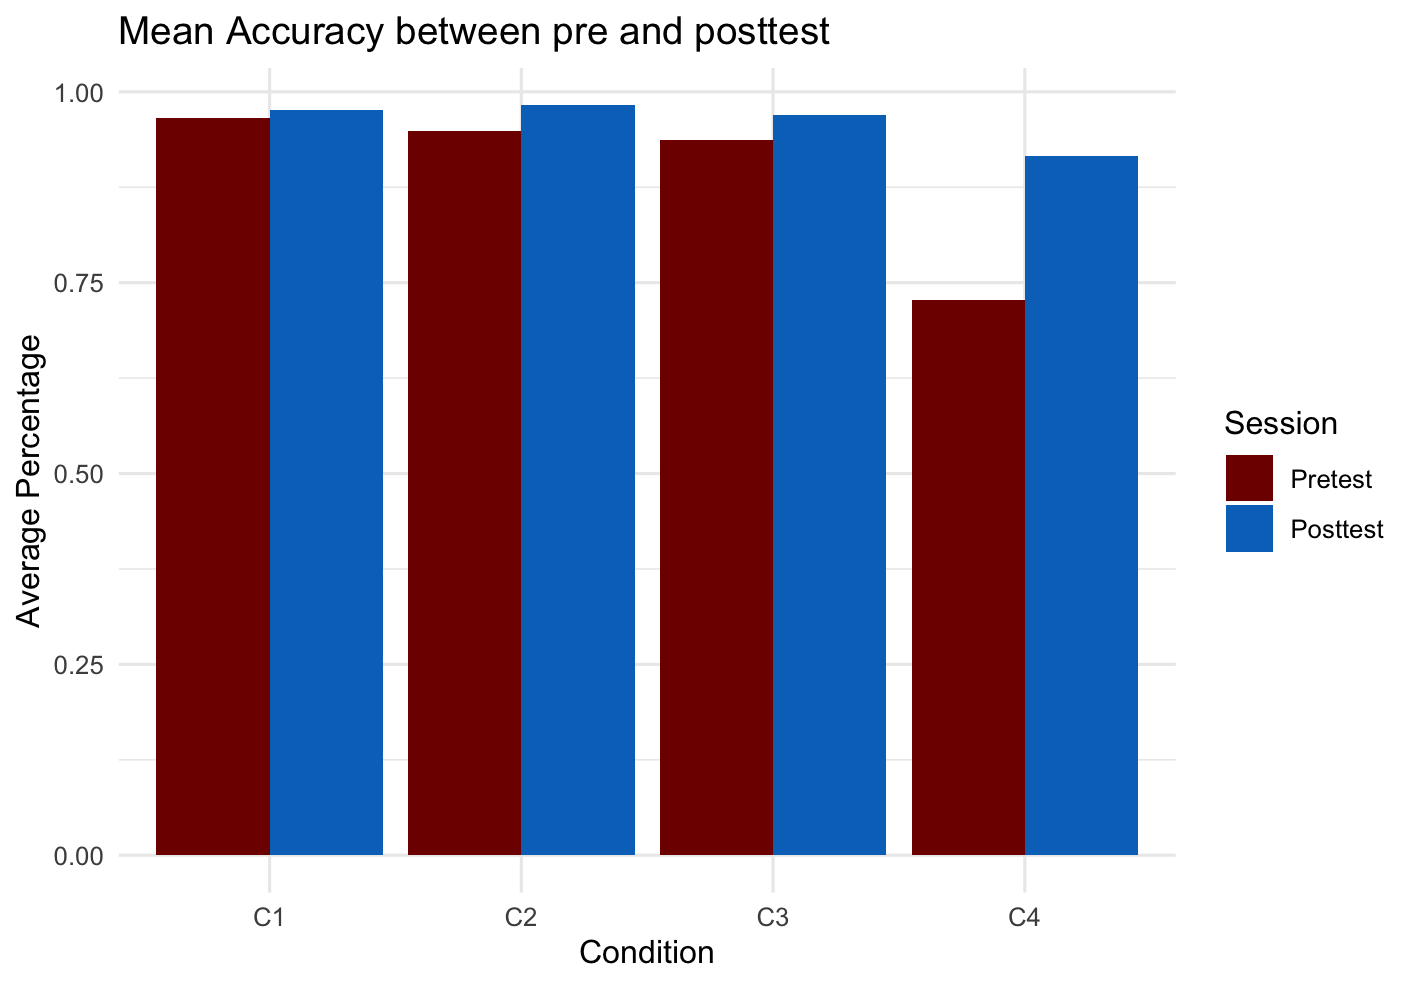 Mean Accuracy between pre and posttest
1.00
0.75
0.50
0.25
0.00
Average Percentage
C1
C2
C3
C4
Condition
Session
Pretest
Posttest